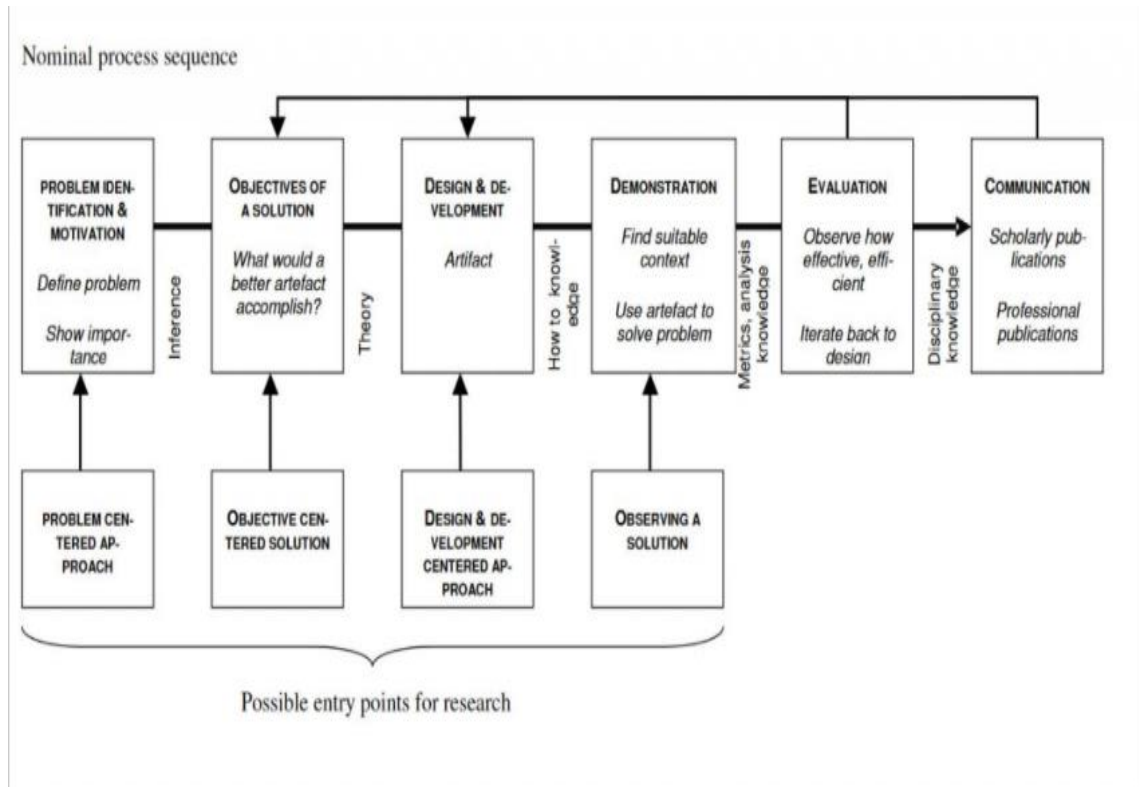 Nominal process sequence
PROBLEM IDEN-
TIFICATION &
MOTIVATION
Define problem
Show impor-
tance
Inference
OBJECTIVES OF
A SOLUTION
What would a
better artefact
accomplish?
Theory
DESIGN & DE-
VELOPMENT
Artifact
How to knowl-
edge
DEMONSTRATION
Find suitable
context
Use artefact to
solve problem
Metrics, analysis
knowledge
EVALUATION
Observe how
effective, effi-
cient
Iterate back to
design
Disciplinary
knowledge
COMMUNICATION
Scholarly pub-
lications
Professional
publications
PROBLEM CEN-
TERED AP-
PROACH
OBJECTIVE CEN-
TERED SOLUTION
DESIGN & DE-
VELOPMENT
CENTERED AP-
PROACH
OBSERVING A
SOLUTION
Possible entry points for research